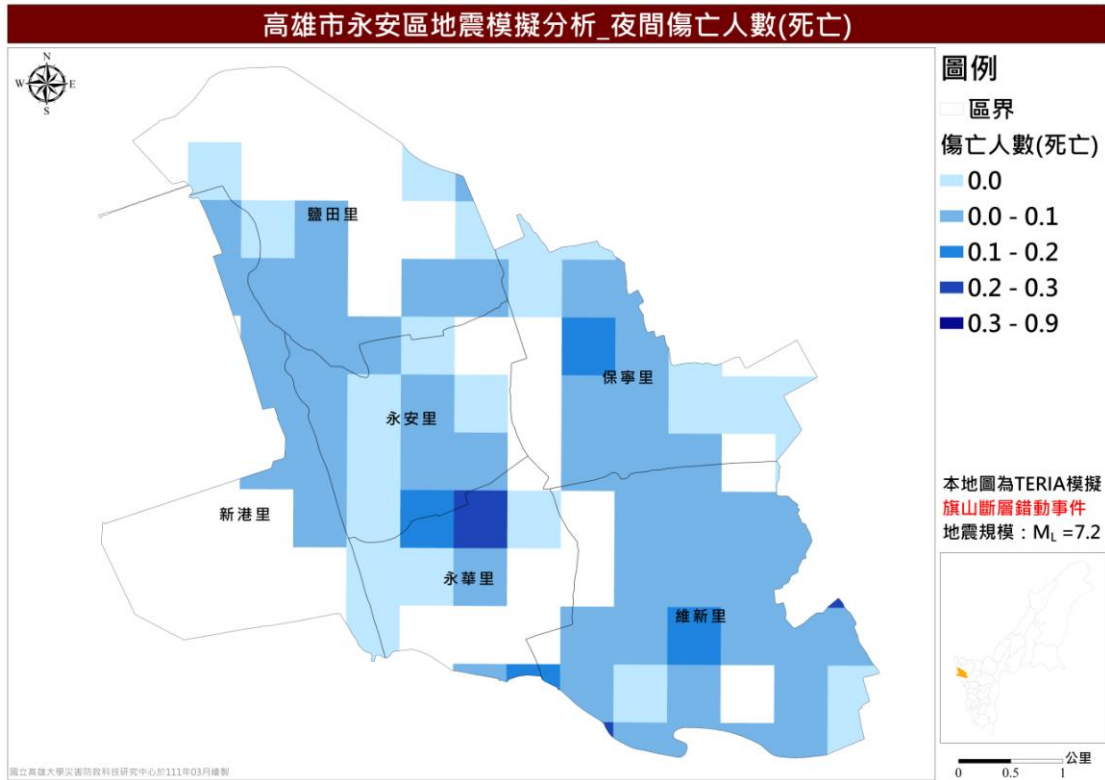 高雄市永安區地震模擬分析_夜間傷亡人數(死亡)
N
W E
S
圖例
區界
傷亡人數(死亡)
0.0
0.0 - 0.1
0.1 - 0.2
0.2 - 0.3
0.3 - 0.9
鹽田里
保寧里
永安里
新港里
永華里
維新里
本地圖為TERIA模擬
旗山斷層錯動事件
地震規模：ML =7.2
公里
0 0.5 1
國立高雄大學災害防救科技研究中心於111年03月繪製